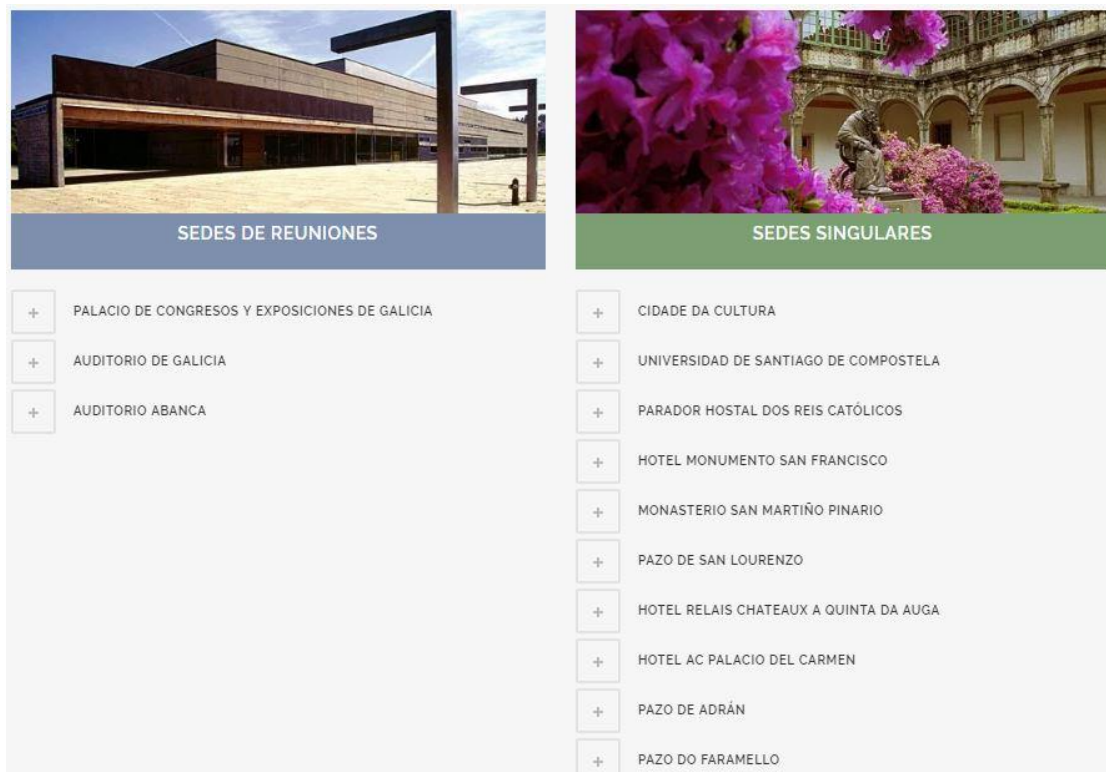 SEDES DE REUNIONES
PALACIO DE CONGRESOS Y EXPOSICIONES DE GALICIA
AUDITORIO DE GALICIA
AUDITORIO ABANCA
SEDES SINGULARES
CIDADE DA CULTURA
UNIVERSIDAD DE SANTIAGO DE COMPOSTELA
PARADOR HOSTAL DOS REIS CATÓLICOS
HOTEL MONUMENTO SAN FRANCISCO
MONASTERIO SAN MARTIÑO PINARIO
PAZO DE SAN LOURENZO
HOTEL RELAIS CHATEAUX A QUINTA DA AUGA
HOTEL AC PALACIO DEL CARMEN
PAZO DE ADRÁN
PAZO DO FARAMELLO